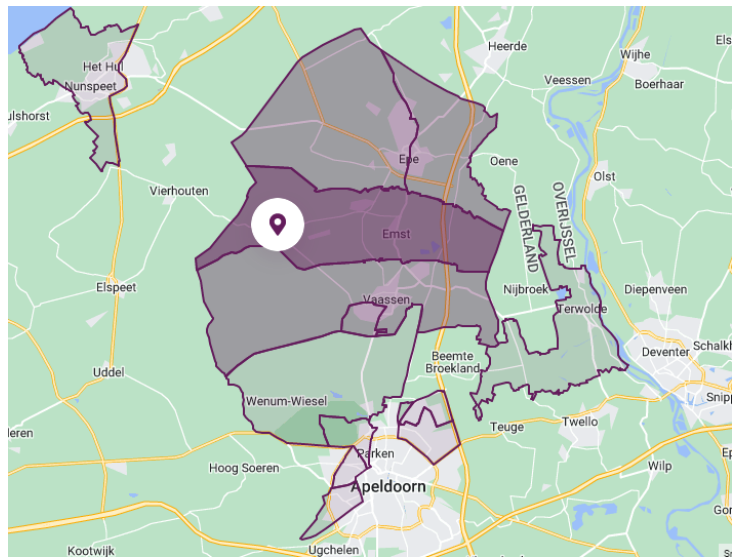 Heerde
Wijhe
Els
Het Hul
Nunspeet
Veessen
Boerhaar
ulshorst
Epe
Oene
Olst
Vierhouten
GELDERLAND
OVERIJSSEL
Emst
Elspeet
Nijbroek
Diepenveen
Vaassen
Terwolde
Schalkh
Deventer
Beemte
Broekland
Uddel
Snipp
Wenum-Wiesel
Twello
Teuge
leren
Parken
Ep
Hoog Soeren
Wilp
Apeldoorn
Gor
Kootwijk
Ugchelen